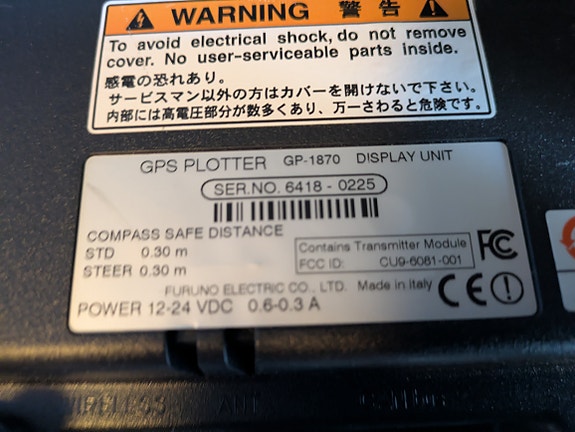 WARNING 警告
To avoid electrical shock, do not remove
cover. No user-serviceable parts inside.
感電の恐れあり。
サービスマン以外の方はカバーを開けないで下さい。
内部には高電圧部分が数多くあり、万一さわると危険です。
GPS PLOTTER GP-1870 DISPLAY UNIT
SER.NO. 6418 - 0225
COMPASS SAFE DISTANCE
STD 0.30 m
STEER 0.30 m
Contains Transmitter Module
FCC ID: CU9-6081-001
FC
FURUNO ELECTRIC CO., LTD. Made in Italy
CE
POWER 12-24 VDC 0.6-0.3 A
WIRELESS ANT